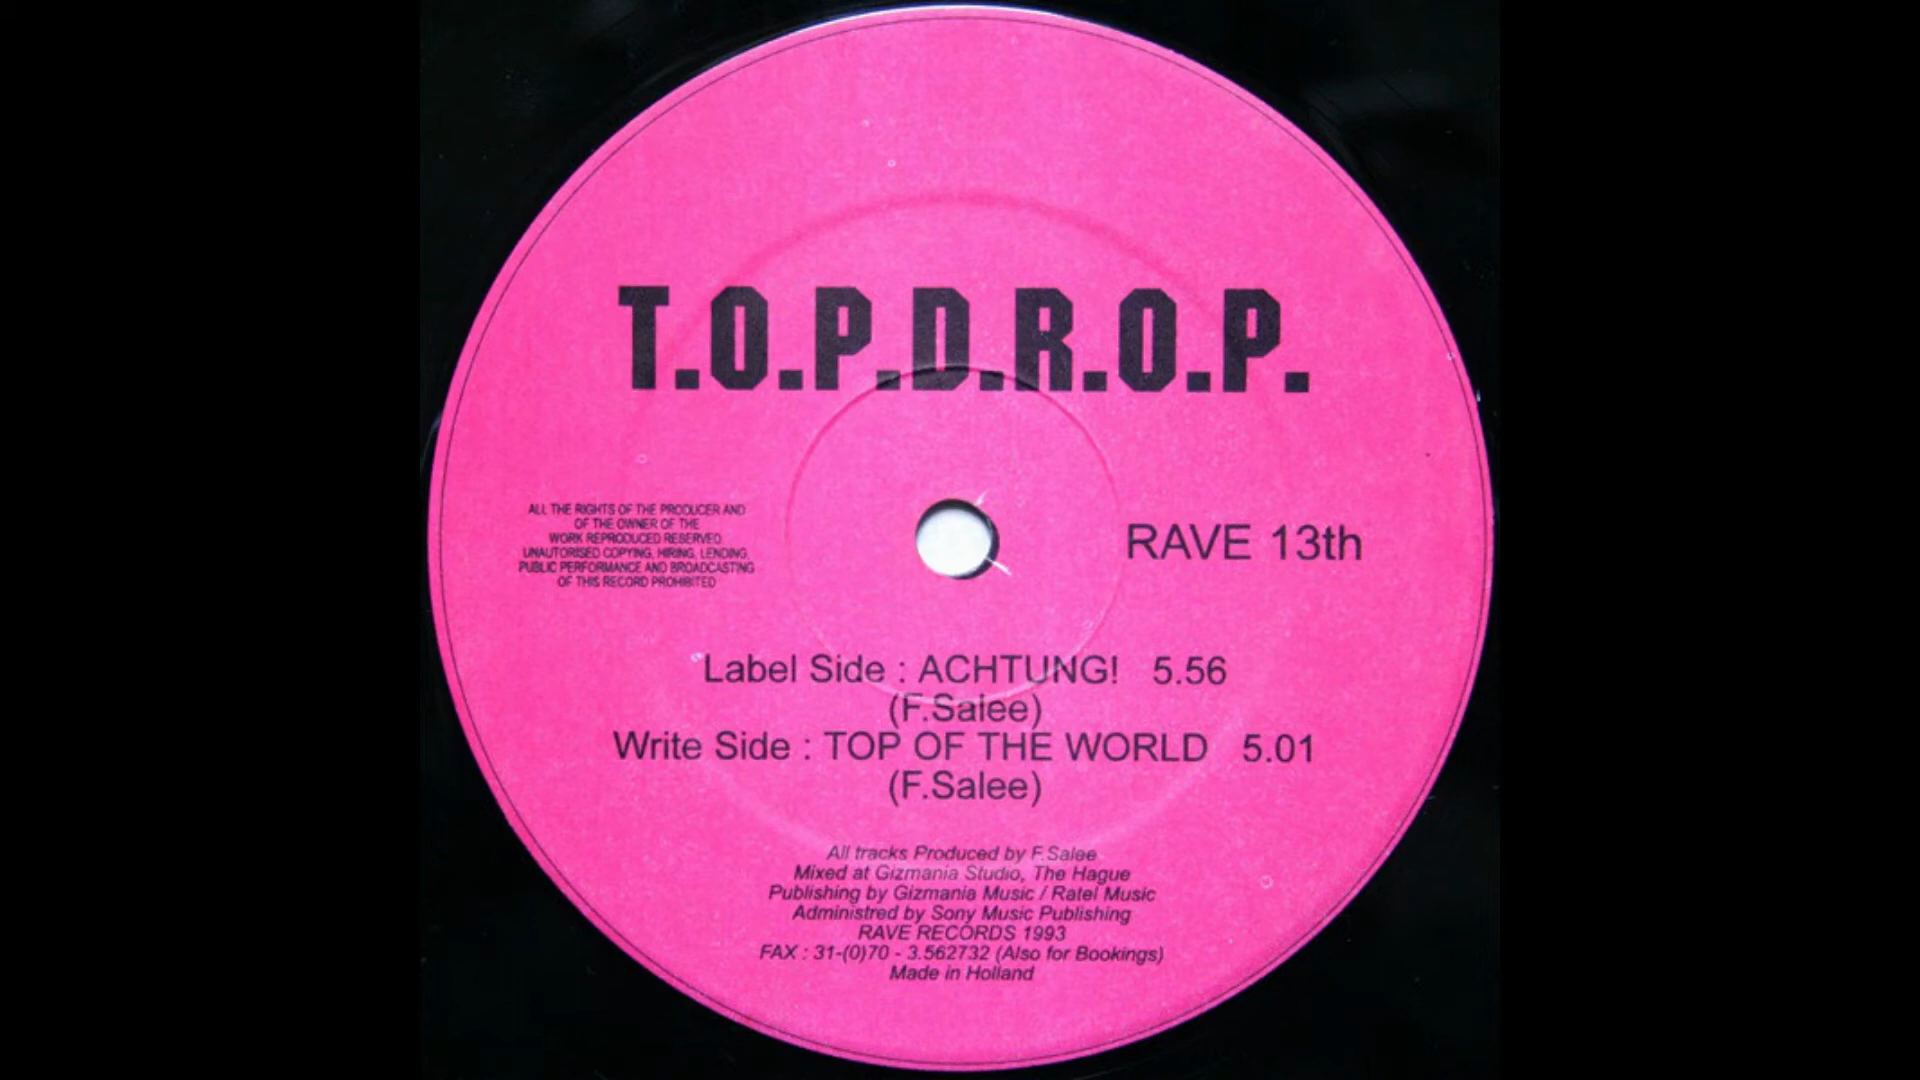 T.O.P.D.R.O.P.
ALL THE RIGHTS OF THE PRODUCER AND
OF THE OWNER OF THE
WORK REPRODUCED RESERVED
UNAUTORISED COPYING, HIRING, LENDING,
PUBLIC PERFORMANCE AND BROADCASTING
OF THIS RECORD PROHIBITED
RAVE 13th
Label Side : ACHTUNG! 5.56
(F.Salee)
Write Side : TOP OF THE WORLD 5.01
(F.Salee)
All tracks Produced by F.Salee
Mixed at Gizmania Studio, The Hague
Publishing by Gizmania Music / Ratel Music
Administred by Sony Music Publishing
RAVE RECORDS 1993
FAX : 31-(0)70 - 3.562732 (Also for Bookings)
Made in Holland